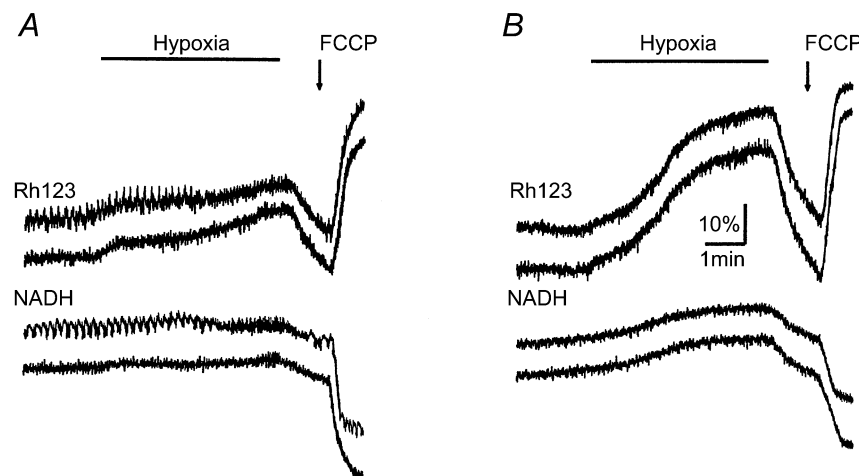 A
B
Hypoxia
FCCP
Hypoxia
FCCP
Rh123
Rh123
10%
1min
NADH
NADH